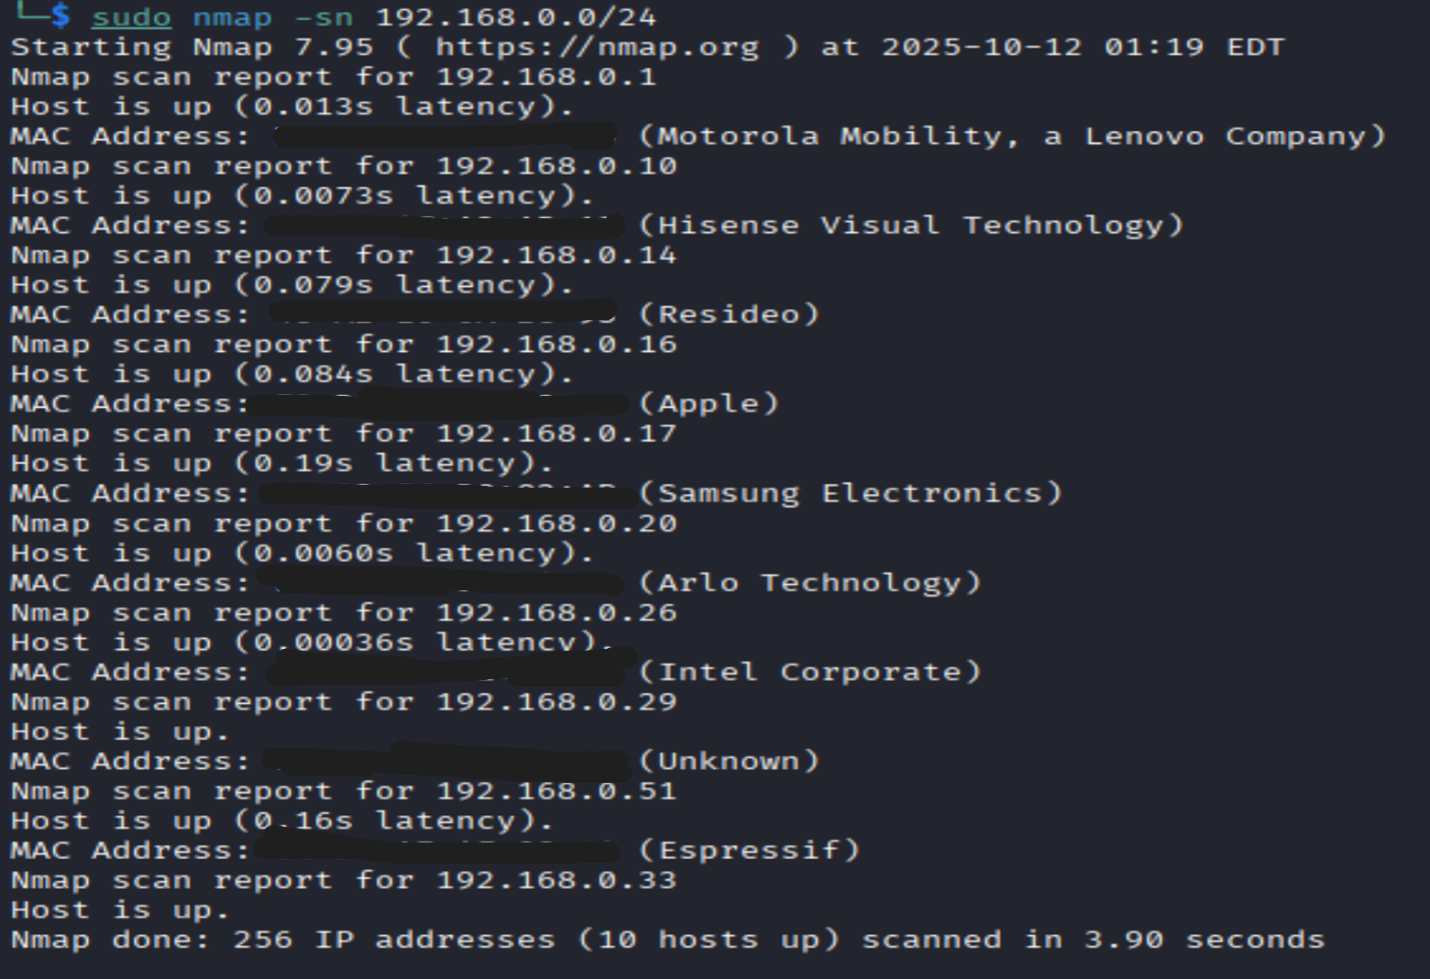 └─$ sudo nmap -sn 192.168.0.0/24
Starting Nmap 7.95 ( https://nmap.org ) at 2025-10-12 01:19 EDT
Nmap scan report for 192.168.0.1
Host is up (0.013s latency).
MAC Address: (Motorola Mobility, a Lenovo Company)
Nmap scan report for 192.168.0.10
Host is up (0.0073s latency).
MAC Address: (Hisense Visual Technology)
Nmap scan report for 192.168.0.14
Host is up (0.079s latency).
MAC Address: (Resideo)
Nmap scan report for 192.168.0.16
Host is up (0.084s latency).
MAC Address: (Apple)
Nmap scan report for 192.168.0.17
Host is up (0.19s latency).
MAC Address: (Samsung Electronics)
Nmap scan report for 192.168.0.20
Host is up (0.0060s latency).
MAC Address: (Arlo Technology)
Nmap scan report for 192.168.0.26
Host is up (0.00036s latency).
MAC Address: (Intel Corporate)
Nmap scan report for 192.168.0.29
Host is up.
MAC Address: (Unknown)
Nmap scan report for 192.168.0.51
Host is up (0.16s latency).
MAC Address: (Espressif)
Nmap scan report for 192.168.0.33
Host is up.
Nmap done: 256 IP addresses (10 hosts up) scanned in 3.90 seconds